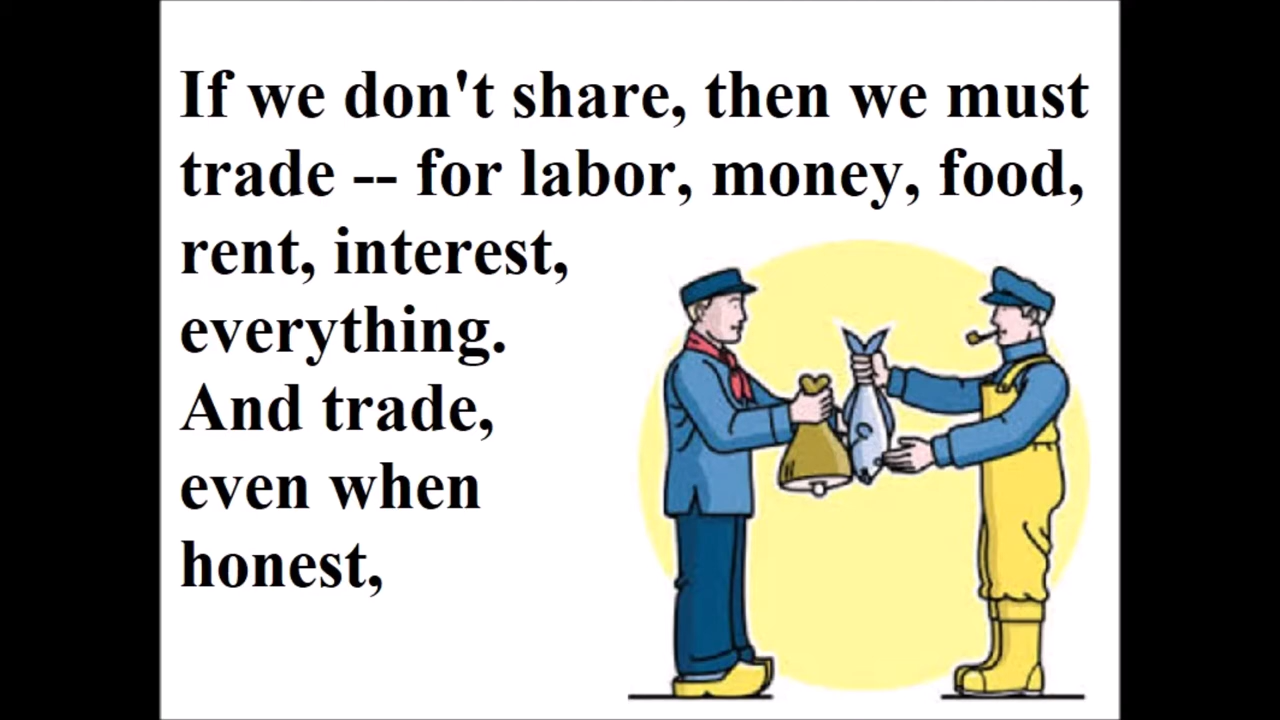 If we don't share, then we must
trade -- for labor, money, food,
rent, interest,
everything.
And trade,
even when
honest,